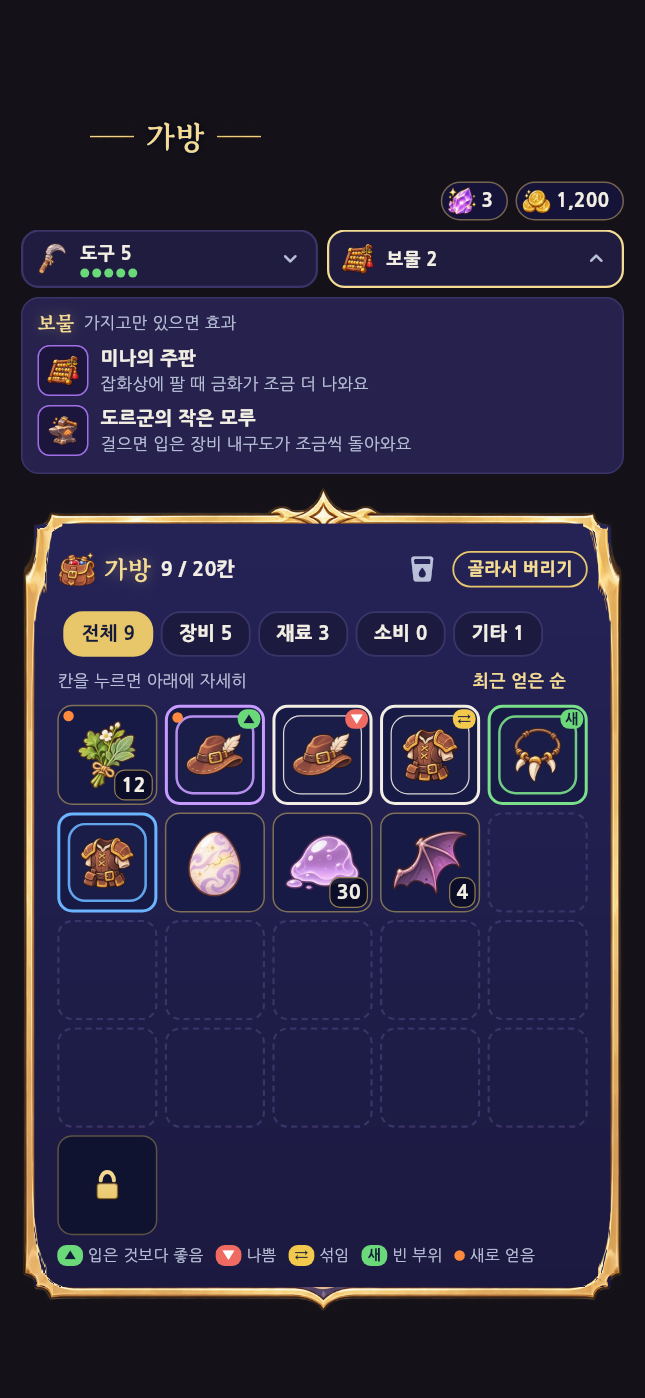 가방
3
1,200
도구 5
보물 2
보물 가지고만 있으면 효과
미나의 주판
잡화상에 팔 때 금화가 조금 더 나와요
도르군의 작은 모루
걸으면 입은 장비 내구도가 조금씩 돌아와요
가방 9 / 20칸
골라서 버리기
전체 9
장비 5
재료 3
소비 0
기타 1
칸을 누르면 아래에 자세히
최근 얻은 순
12
새
30
4
입은 것보다 좋음
나쁨
섞임
새 빈 부위
새로 얻음